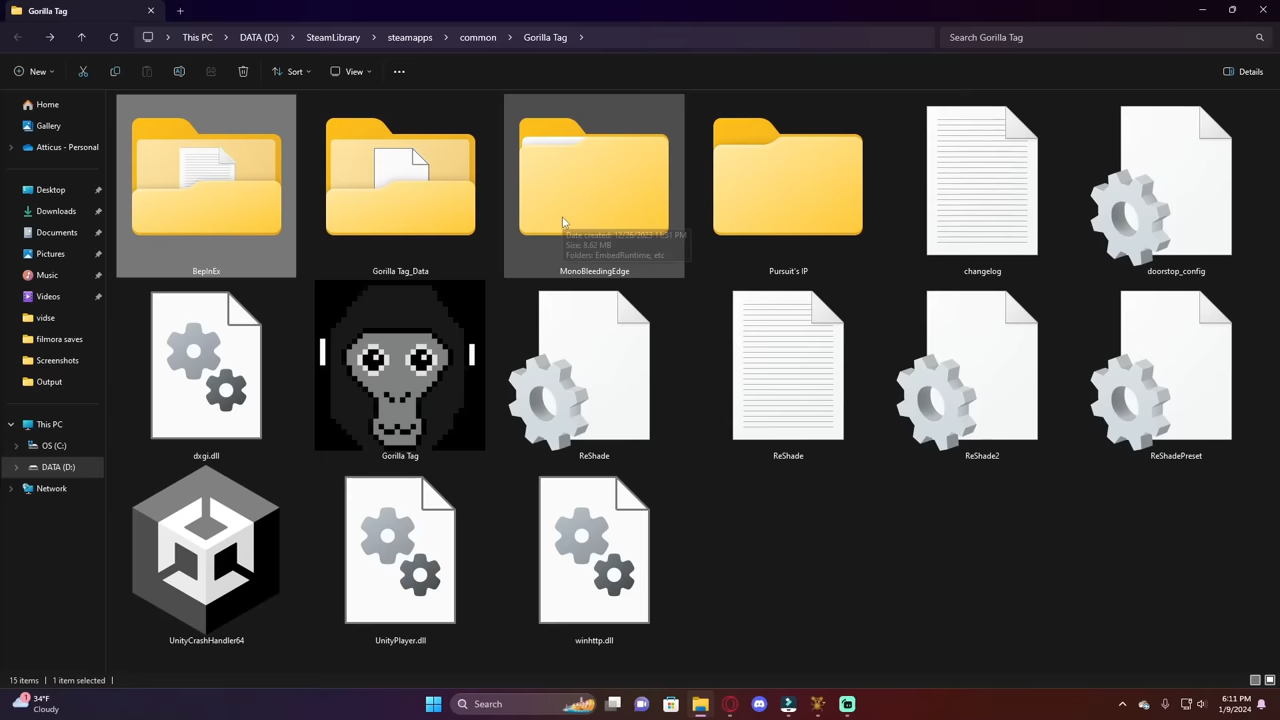 Gorilla Tag
This PC
DATA (D:)
SteamLibrary
steamapps
common
Gorilla Tag
Search Gorilla Tag
New
Sort
View
Details
Home
Gallery
Atticus - Personal
Desktop
Downloads
Documents
Pictures
Music
Videos
vidse
filmora saves
Screenshots
Output
This PC
OS (C:)
DATA (D:)
Network
BepInEx
Gorilla Tag_Data
MonoBleedingEdge
Pursuit's IP
changelog
doorstop_config
Date created: 12/26/2023 11:31 PM
Size: 8.62 MB
Folders: EmbedRuntime, etc
dxgi.dll
Gorilla Tag
ReShade
ReShade
ReShade2
ReShadePreset
UnityCrashHandler64
UnityPlayer.dll
winhttp.dll
15 items
1 item selected
1
34°F
Cloudy
Search
6:11 PM
1/9/2024